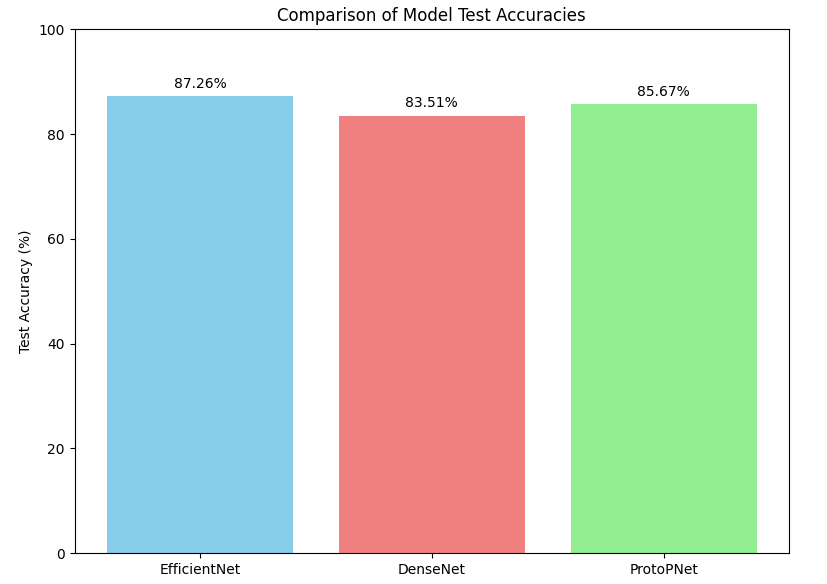 Comparison of Model Test Accuracies
100
80
60
40
20
0
Test Accuracy (%)
87.26%
83.51%
85.67%
EfficientNet
DenseNet
ProtoPNet